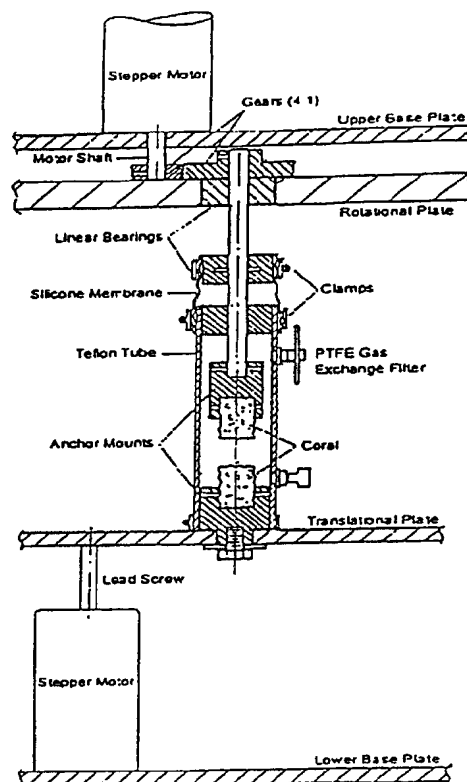 Stepper Motor
Gears (4:1)
Upper Base Plate
Motor Shaft
Rotational Plate
Linear Bearings
Silicone Membrane
Clamps
Teflon Tube
PTFE Gas
Exchange Filter
Anchor Mounts
Coral
Translational Plate
Lead Screw
Stepper Motor
Lower Base Plate